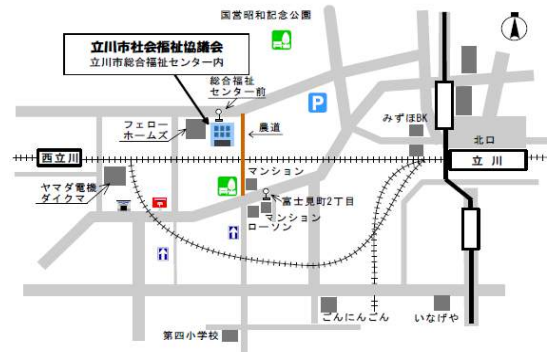 国営昭和記念公園
立川市社会福祉協議会
立川市総合福祉センター内
総合福祉
センター前
P
みずほBK
フェロー
ホームズ
農道
北口
西立川
立川
マンション
ヤマダ電機
ダイクマ
富士見町2丁目
マンション
ローソン
ごんにんごん
いなげや
第四小学校